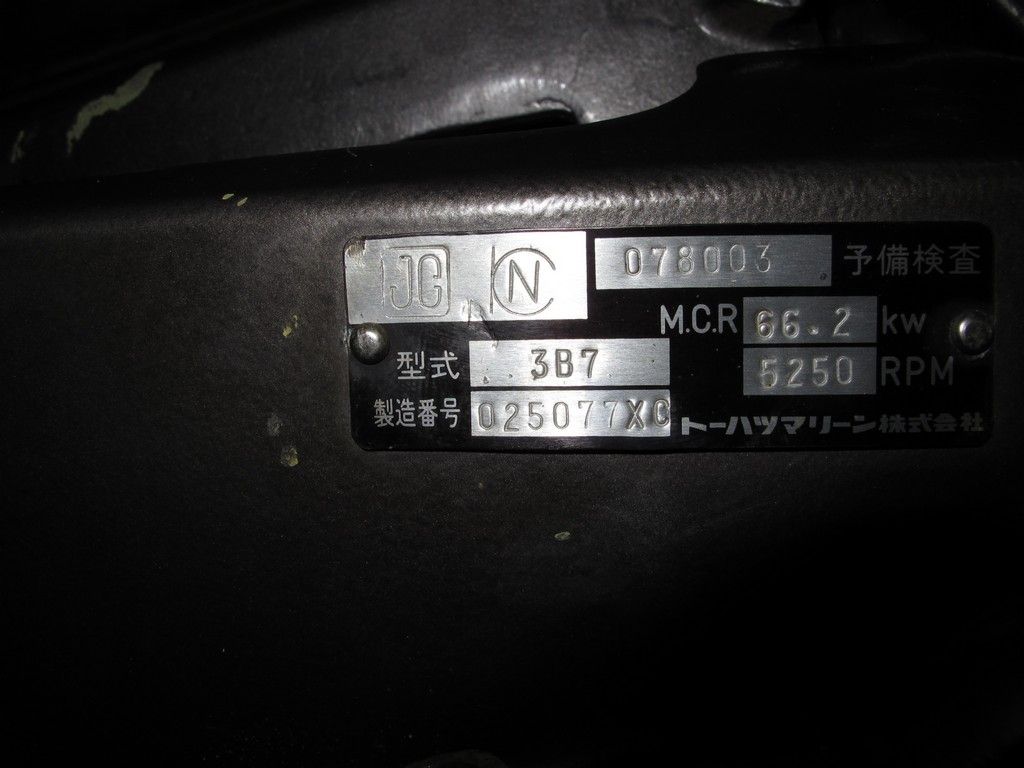 JG NK 078003 予備検査
M.C.R 66.2 kw
型式 3B7 5250 RPM
製造番号 025077XC トーハツマリーン株式会社